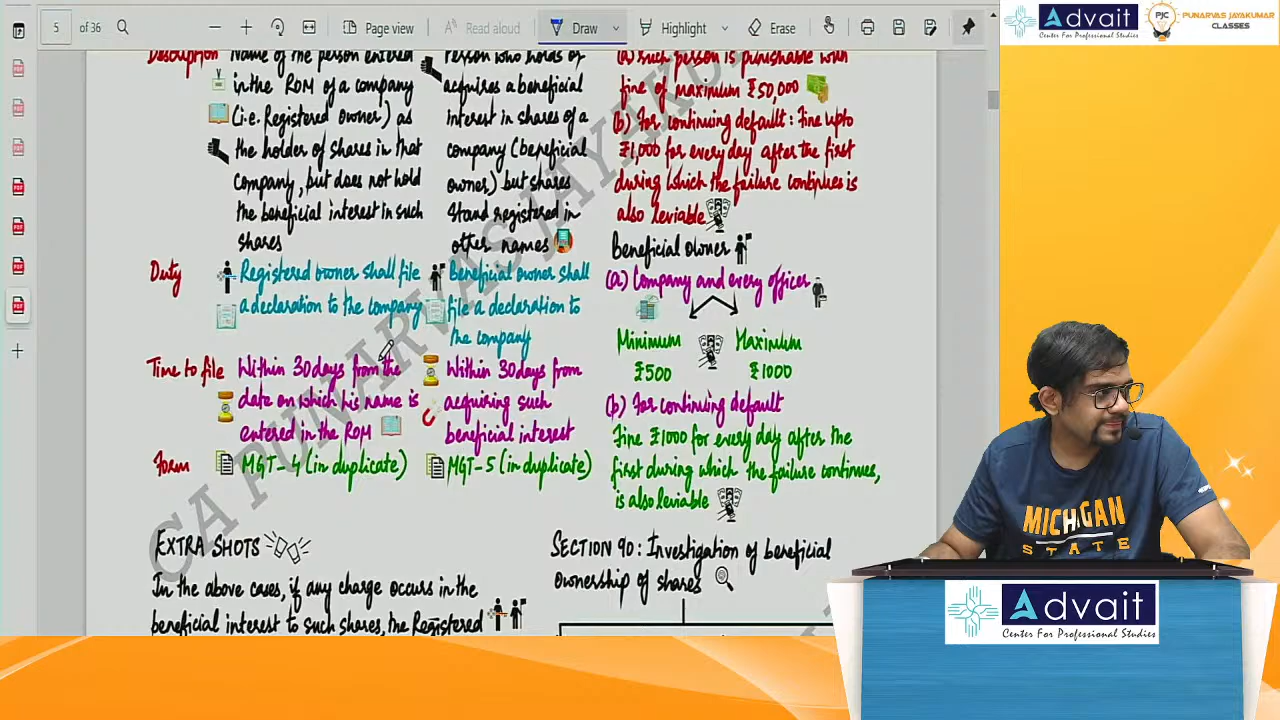 5 of 36
Page view
Read aloud
Draw
Highlight
Erase
Advait
Center For Professional Studies
PJC
PUNARVAS JAYAKUMAR
CLASSES
Description Name of the person entered
in the ROM of a company
(i.e. Registered owner) as
the holder of shares in that
company, but does not hold
the beneficial interest in such
shares
Person who holds or
acquires a beneficial
interest in shares of a
company (beneficial
owner) but shares
stand registered in
other names
Duty Registered owner shall file
a declaration to the company
Beneficial owner shall
file a declaration to
the company
Time to file Within 30 days from the
date on which his name is
entered in the ROM
Within 30 days from
acquiring such
beneficial interest
Form MGT-4 (in duplicate)
MGT-5 (in duplicate)
EXTRA SHOTS
In the above cases, if any change occurs in the
beneficial interest to such shares, the Registered
(a) Such person is punishable with
fine of maximum ₹50,000
(b) For continuing default: Fine upto
₹1,000 for every day after the first
during which the failure continues is
also leviable
Beneficial owner
(a) Company and every officer
Minimum Maximum
₹500 ₹1000
(b) For continuing default
Fine ₹1000 for every day after the
first during which the failure continues,
is also leviable
SECTION 90: Investigation of beneficial
ownership of shares
CA PUNARVAS JAYAKU
MICHIGAN
STATE
Advait
Center For Professional Studies